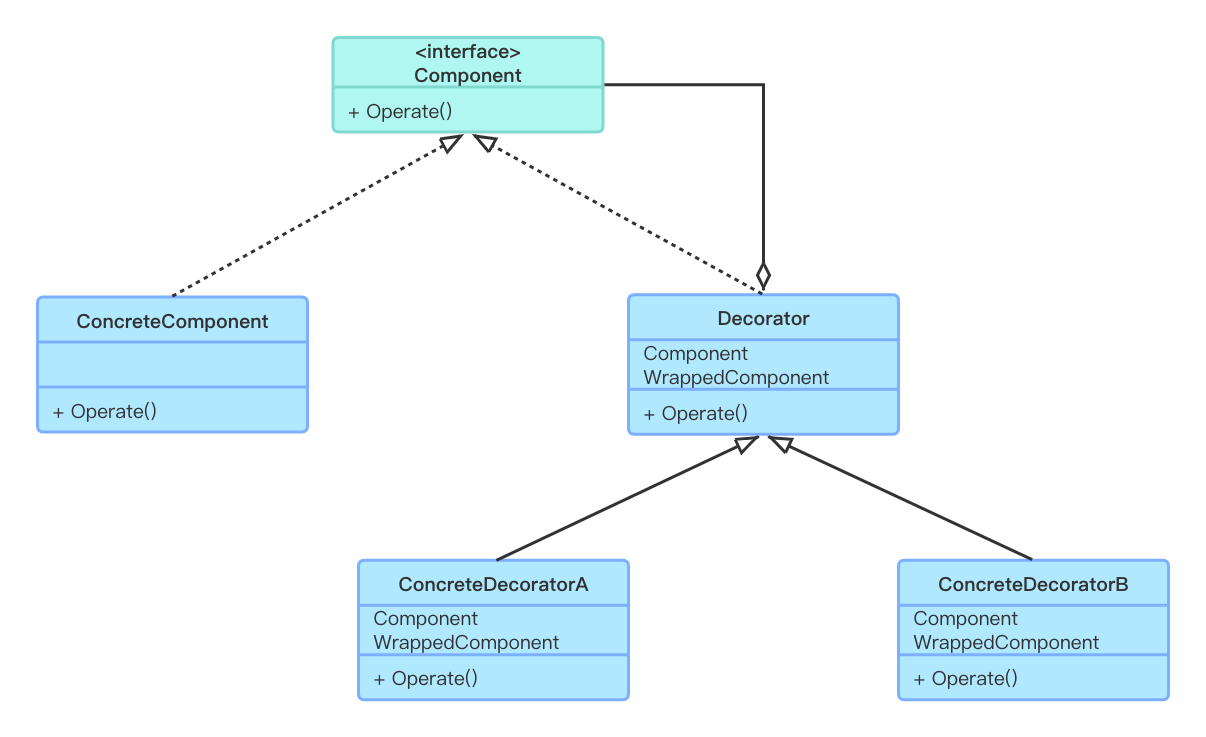 <interface>
Component
+ Operate()
ConcreteComponent
+ Operate()
Decorator
Component
WrappedComponent
+ Operate()
ConcreteDecoratorA
Component
WrappedComponent
+ Operate()
ConcreteDecoratorB
Component
WrappedComponent
+ Operate()